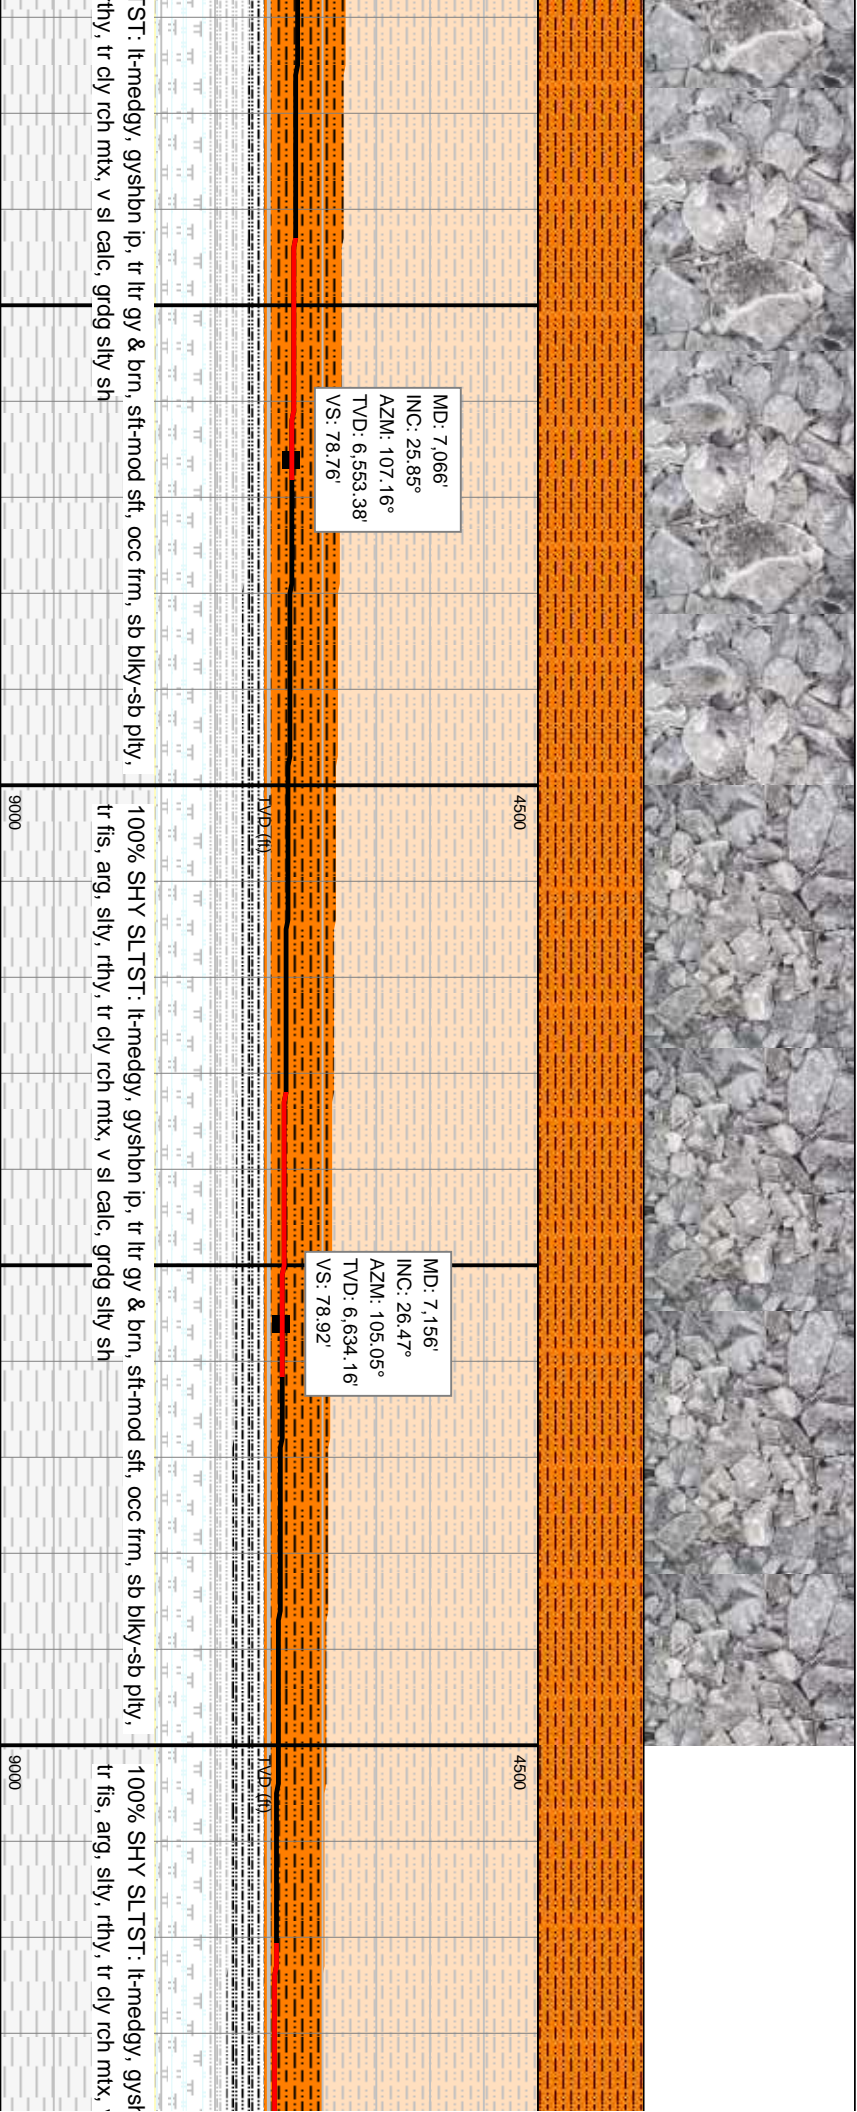 TST: lt-medgy, gyshbn ip, tr ltr gy & brn, sft-mod sft, occ frm, sb blky-sb plty,
rthy, tr cly rch mtx, v sl calc, grdg slty sh
MD: 7,066'
INC: 25.85°
AZM: 107.16°
TVD: 6,553.38'
VS: 78.76'
4500
TVD (ft)
9000
100% SHY SLTST: lt-medgy, gyshbn ip, tr ltr gy & brn, sft-mod sft, occ frm, sb blky-sb plty,
tr fis, arg, slty, rthy, tr cly rch mtx, v sl calc, grdg slty sh
MD: 7,156'
INC: 26.47°
AZM: 105.05°
TVD: 6,634.16'
VS: 78.92'
4500
TVD (ft)
9000
100% SHY SLTST: lt-medgy, gysh
tr fis, arg, slty, rthy, tr cly rch mtx,